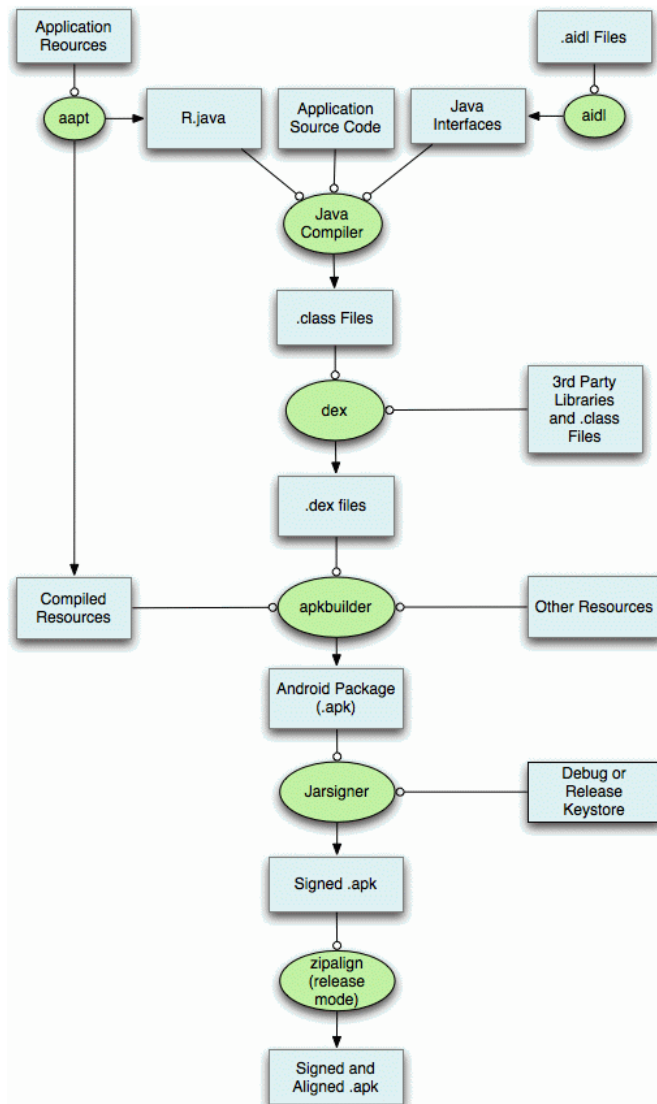 Application
Reources
.aidl Files
aapt
R.java
Application
Source Code
Java
Interfaces
aidl
Java
Compiler
.class Files
dex
3rd Party
Libraries
and .class
Files
.dex files
Compiled
Resources
apkbuilder
Other Resources
Android Package
(.apk)
Jarsigner
Debug or
Release
Keystore
Signed .apk
zipalign
(release
mode)
Signed and
Aligned .apk